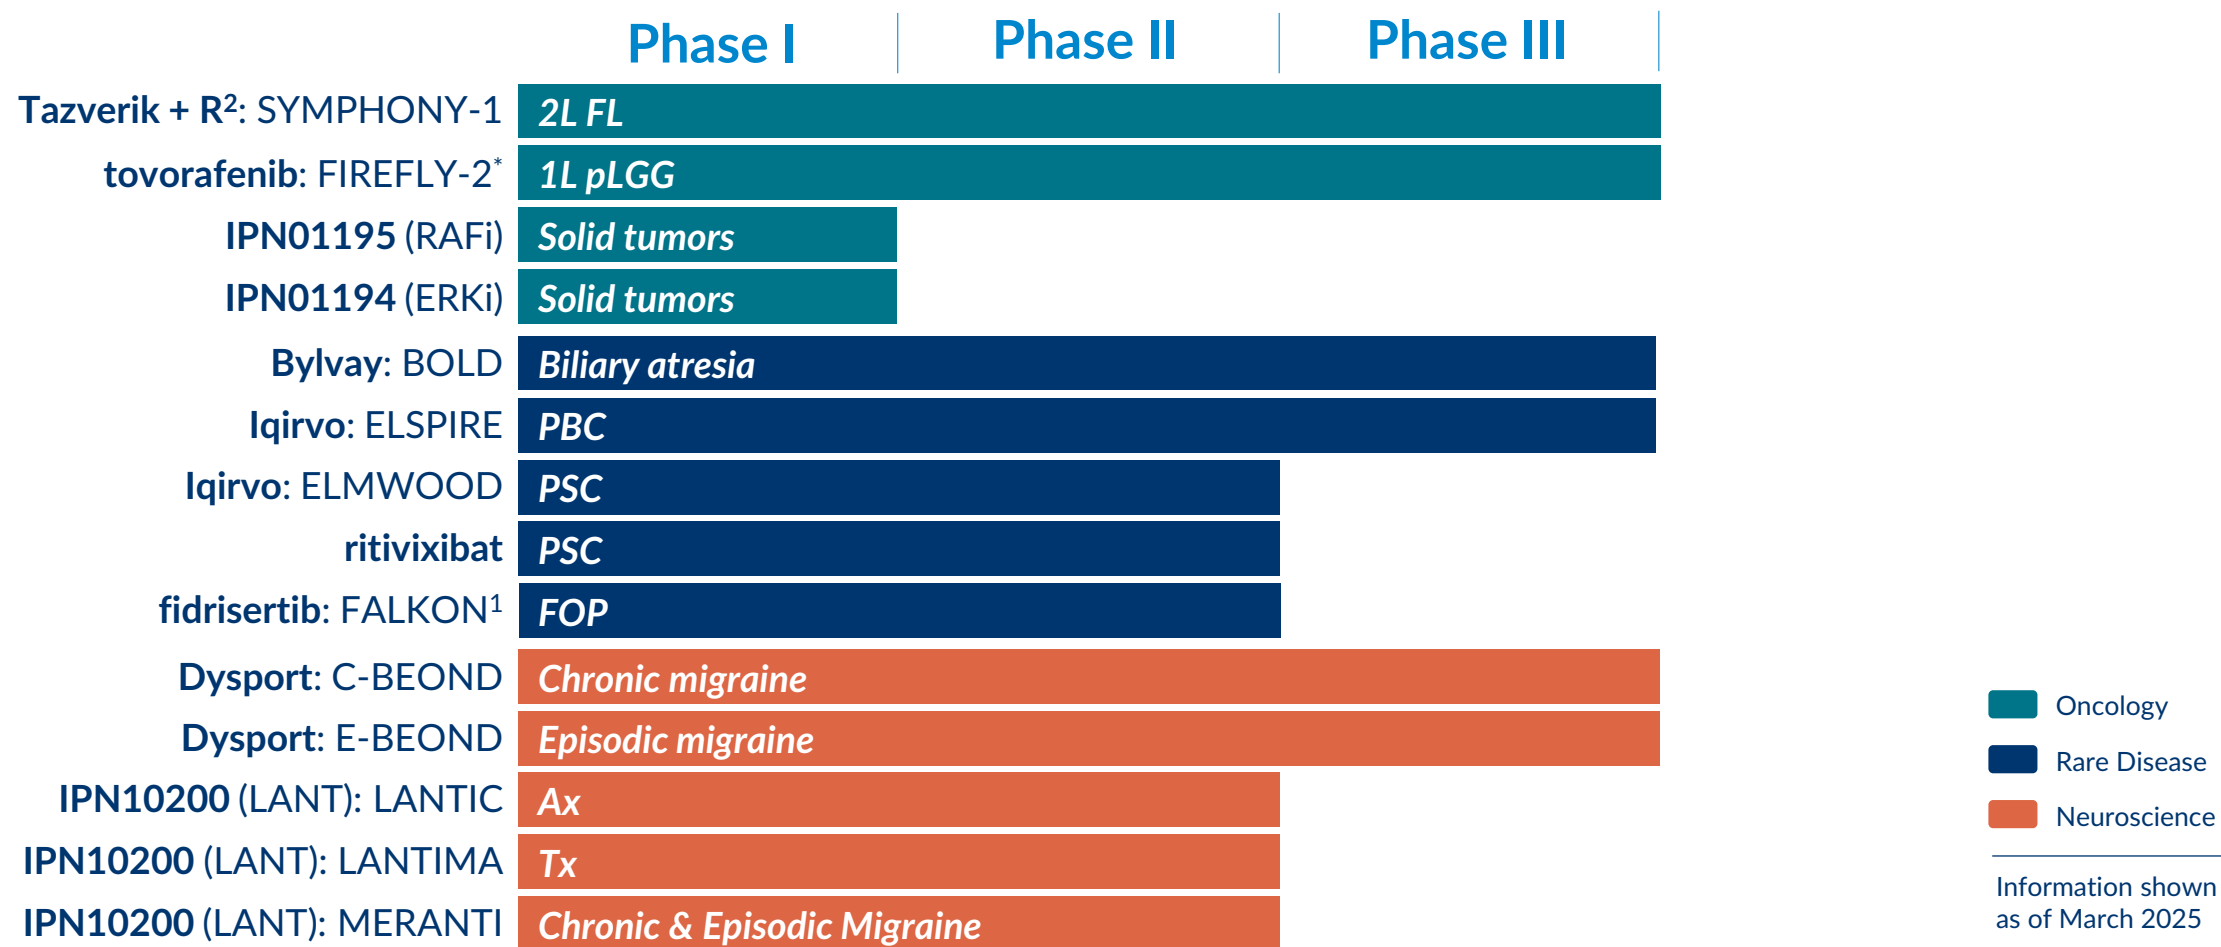 Phase I Phase II Phase III
Tazverik + R²: SYMPHONY-1 2L FL
tovorafenib: FIREFLY-2* 1L pLGG
IPN01195 (RAFi) Solid tumors
IPN01194 (ERKi) Solid tumors
Bylvay: BOLD Biliary atresia
Iqirvo: ELSPIRE PBC
Iqirvo: ELMWOOD PSC
ritivixibat PSC
fidrisertib: FALKON¹ FOP
Dysport: C-BEOND Chronic migraine
Dysport: E-BEOND Episodic migraine
IPN10200 (LANT): LANTIC Ax
IPN10200 (LANT): LANTIMA Tx
IPN10200 (LANT): MERANTI Chronic & Episodic Migraine
Oncology
Rare Disease
Neuroscience
Information shown
as of March 2025